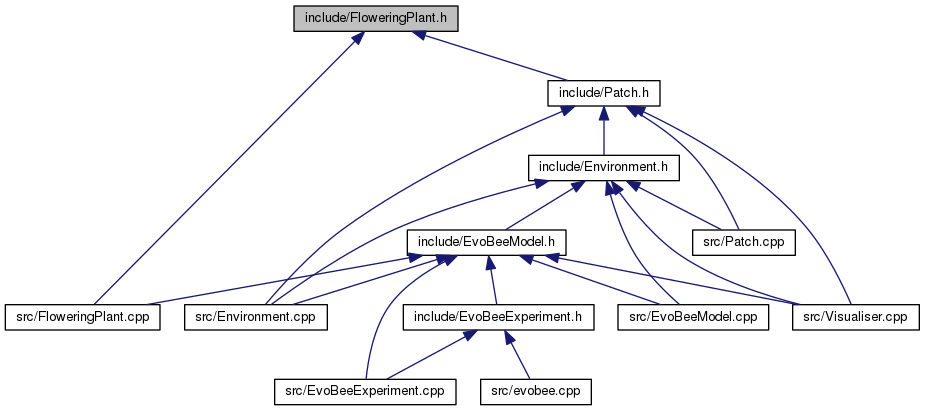 include/FloweringPlant.h
include/Patch.h
include/Environment.h
include/EvoBeeModel.h
src/Patch.cpp
src/FloweringPlant.cpp
src/Environment.cpp
include/EvoBeeExperiment.h
src/EvoBeeModel.cpp
src/Visualiser.cpp
src/EvoBeeExperiment.cpp
src/evobee.cpp